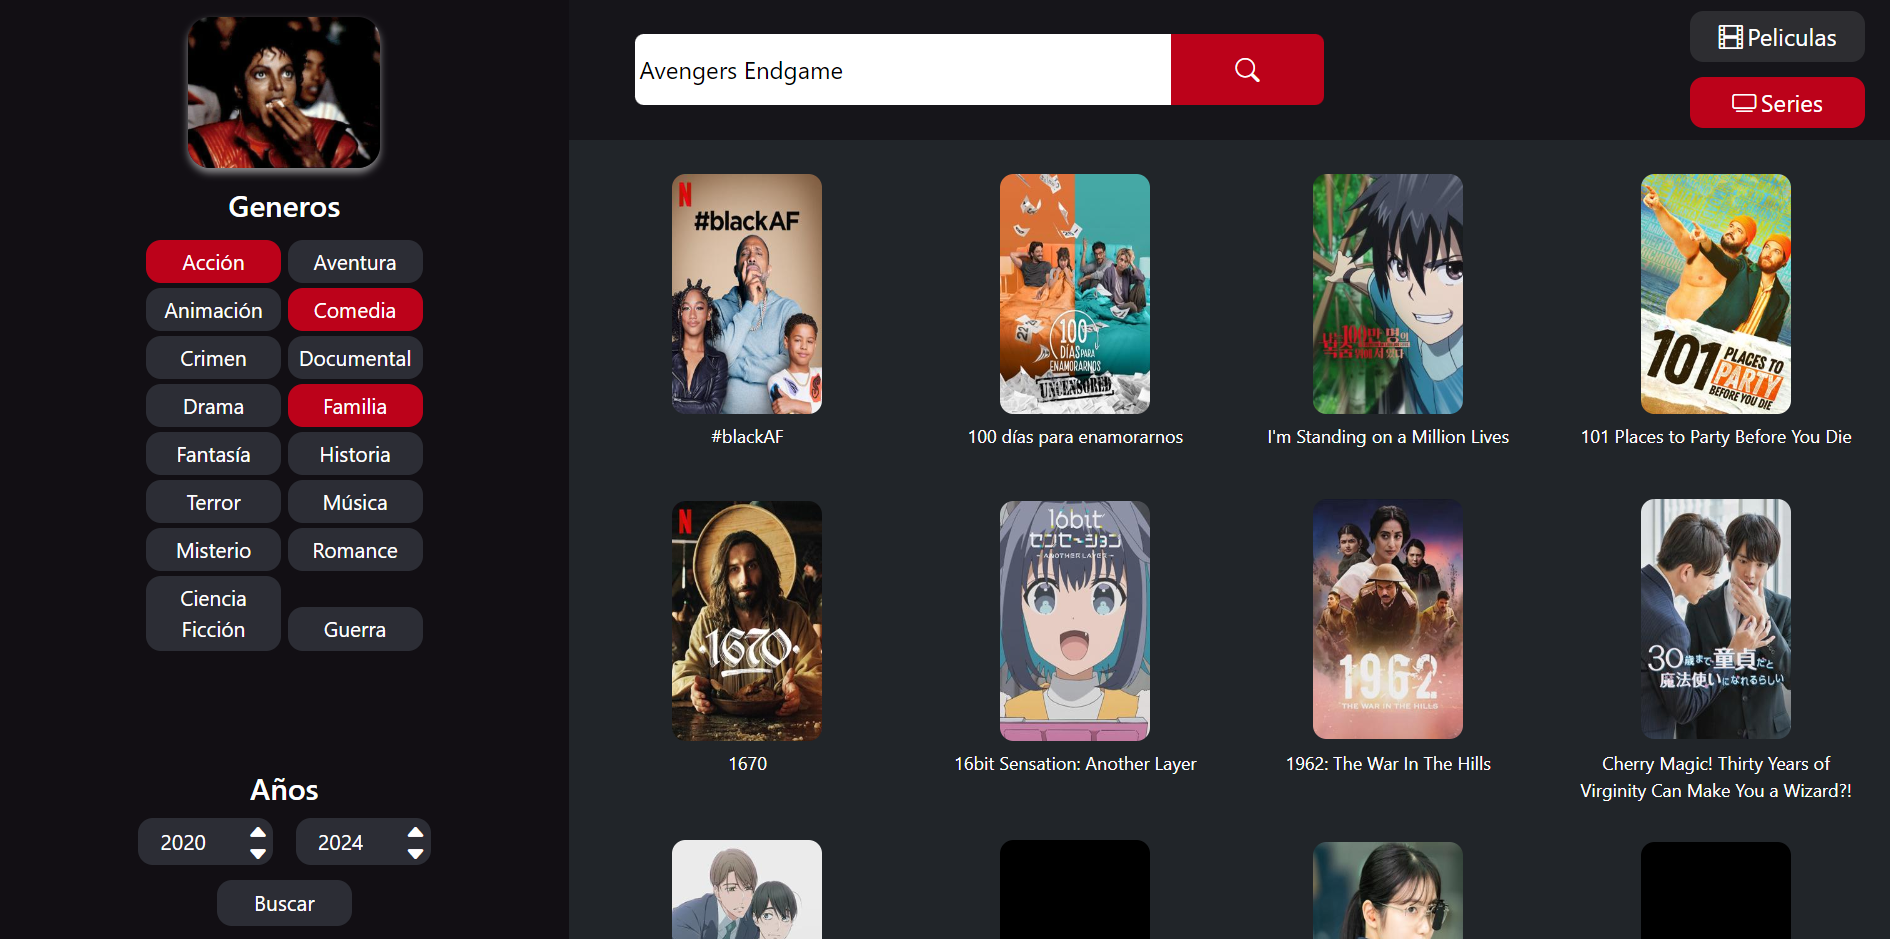 Avengers Endgame
Peliculas
Series
Generos
Acción
Aventura
Animación
Comedia
Crimen
Documental
Drama
Familia
Fantasía
Historia
Terror
Música
Misterio
Romance
Ciencia
Ficción
Guerra
Años
2020
2024
Buscar
N
#blackAF
100
DÍAS PARA
ENAMORARNOS
UNCENSORED
101
PLACES TO
PARTY
BEFORE YOU DIE
#blackAF
100 días para enamorarnos
I'm Standing on a Million Lives
101 Places to Party Before You Die
N
1670
16bit
センセーション
- ANOTHER LAYER -
1962
THE WAR IN THE HILLS
30歳まで童貞だと
魔法使いになれるらしい
1670
16bit Sensation: Another Layer
1962: The War In The Hills
Cherry Magic! Thirty Years of
Virginity Can Make You a Wizard?!